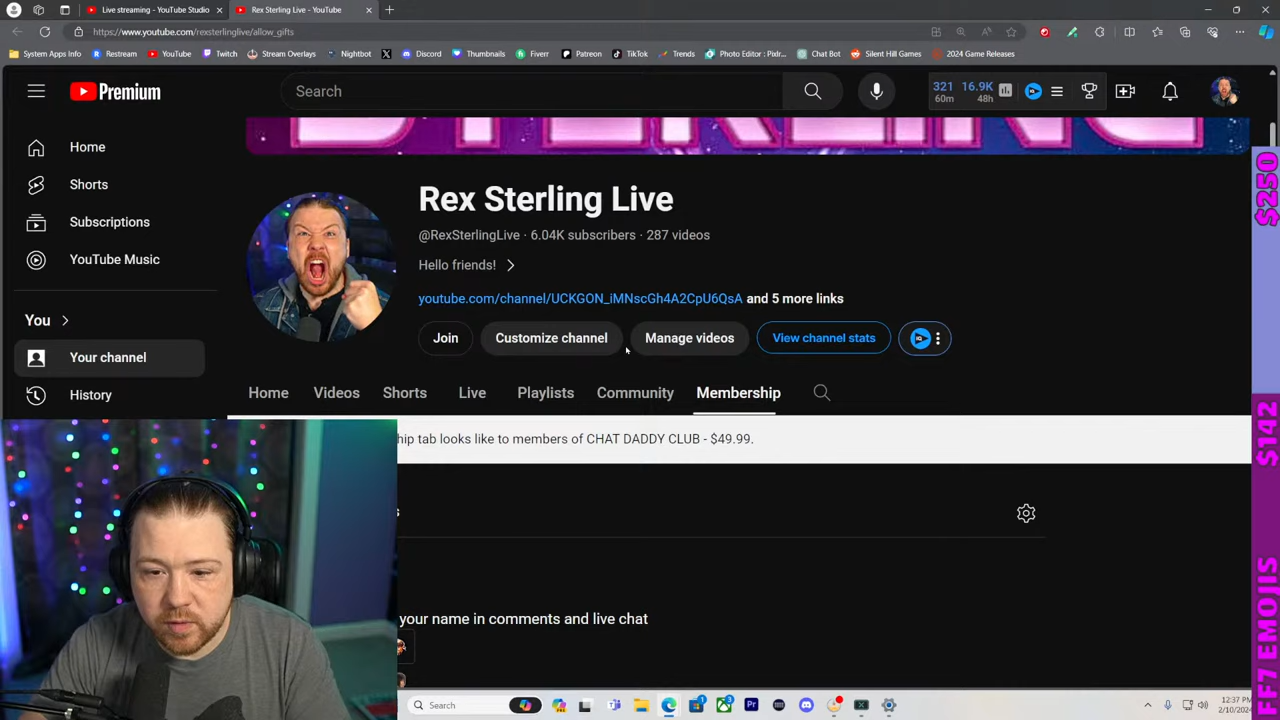 Live streaming - YouTube Studio
Rex Sterling Live - YouTube
https://www.youtube.com/rexsterlinglive/allow_gifts
System Apps Info
Restream
YouTube
Twitch
Stream Overlays
Nightbot
Discord
Thumbnails
Fiverr
Patreon
TikTok
Trends
Photo Editor : Pixlr...
Chat Bot
Silent Hill Games
2024 Game Releases
Premium
Search
321 16.9K
60m 48h
STERLING
Home
Shorts
Subscriptions
YouTube Music
You
Your channel
History
Rex Sterling Live
@RexSterlingLive · 6.04K subscribers · 287 videos
Hello friends!
youtube.com/channel/UCKGON_iMNscGh4A2CpU6QsA and 5 more links
Join
Customize channel
Manage videos
View channel stats
Home
Videos
Shorts
Live
Playlists
Community
Membership
hip tab looks like to members of CHAT DADDY CLUB - $49.99.
s
your name in comments and live chat
$250
$142
FF7 EMOJIS
Search
12:37 PM